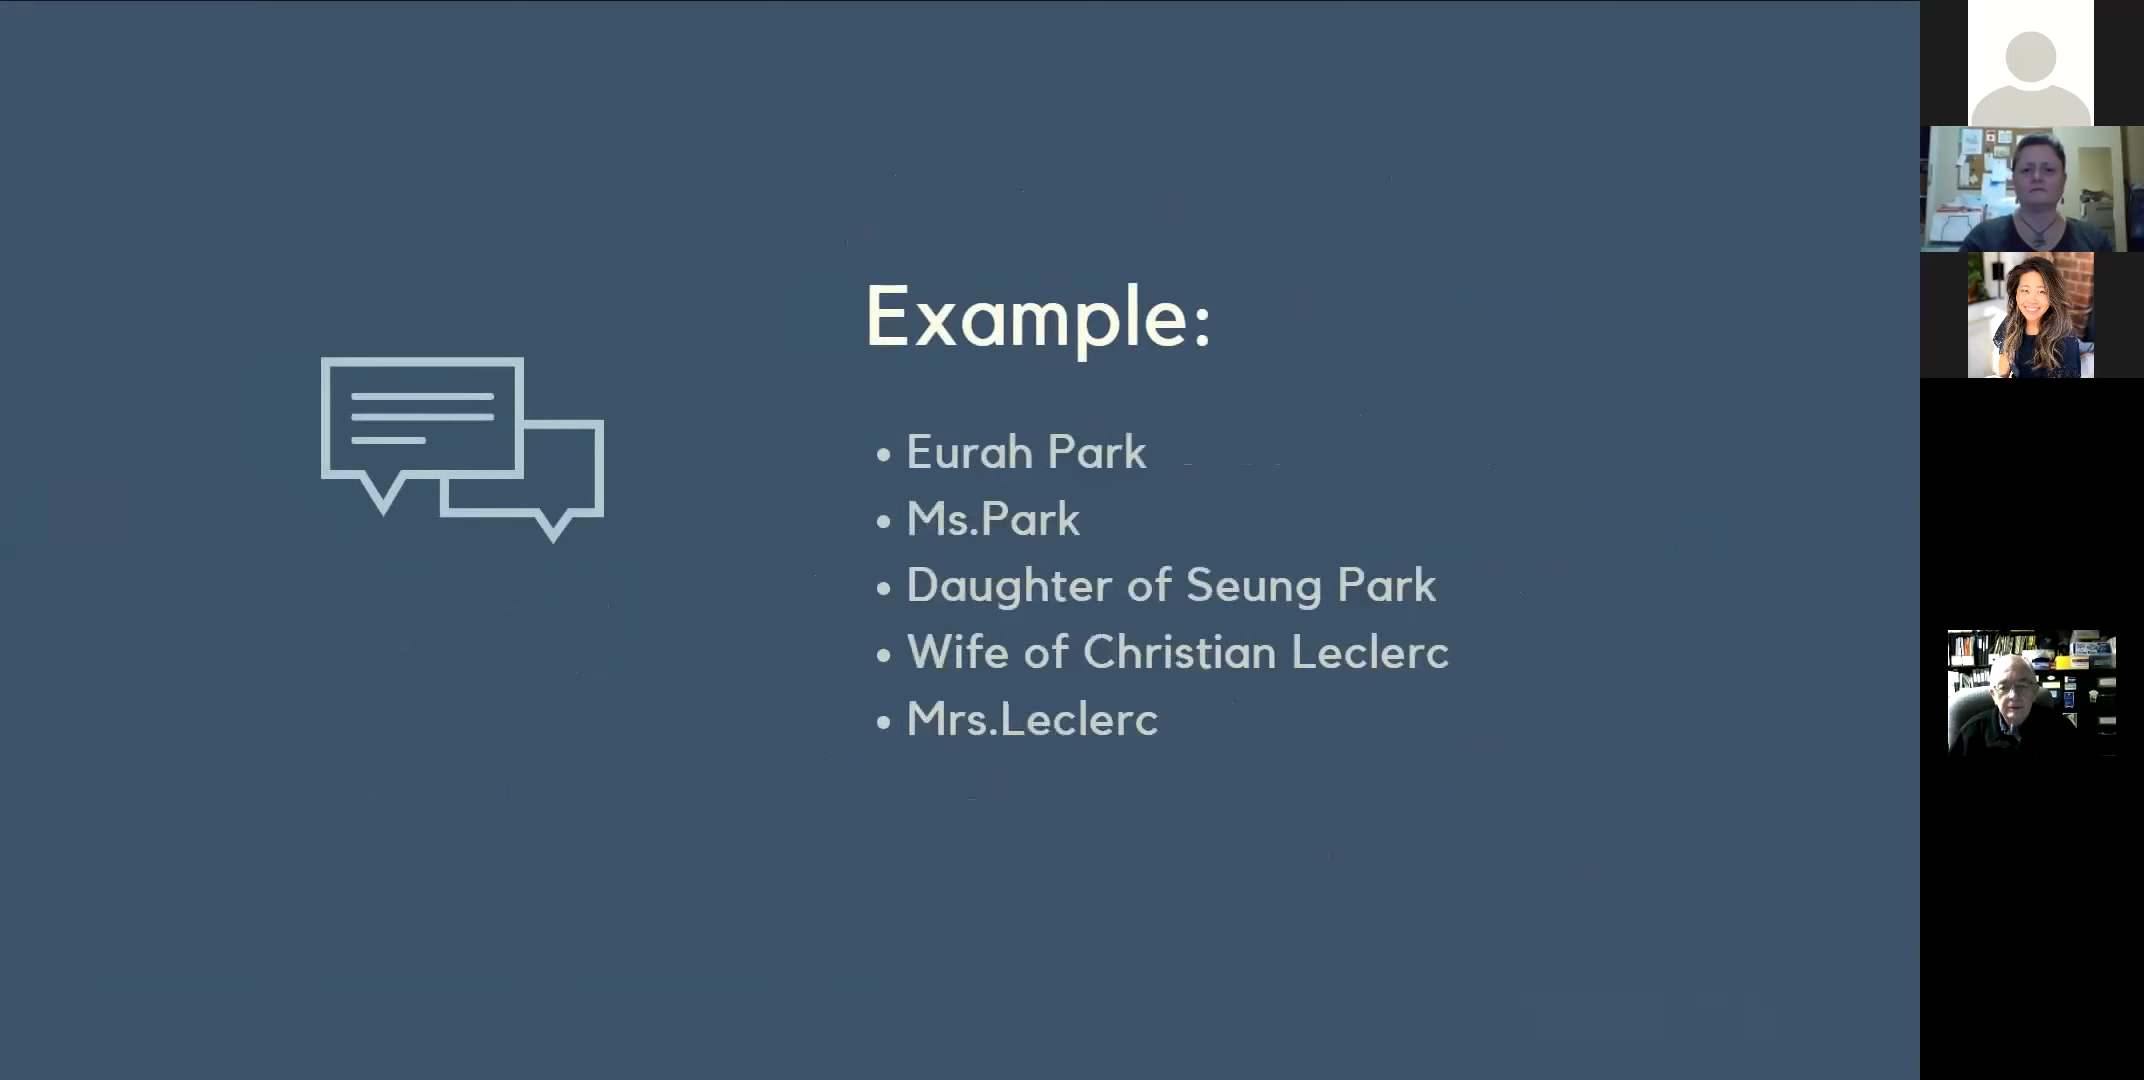 Example:
• Eurah Park
• Ms.Park
• Daughter of Seung Park
• Wife of Christian Leclerc
• Mrs.Leclerc